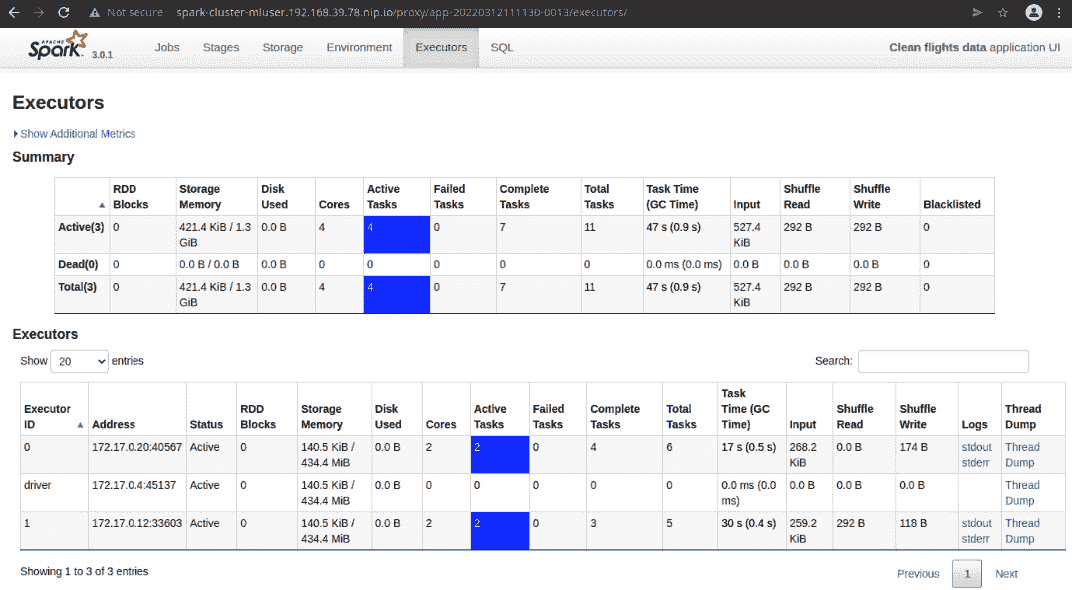 Not secure spark-cluster-mluser.192.168.39.78.nip.io/proxy/app-20220312111130-0013/executors/
APACHE Spark 3.0.1 Jobs Stages Storage Environment Executors SQL Clean flights data application UI
Executors
Show Additional Metrics
Summary
RDD Storage Disk Active Failed Complete Total Task Time Shuffle Shuffle
Blocks Memory Used Cores Tasks Tasks Tasks Tasks (GC Time) Input Read Write Blacklisted
Active(3) 0 421.4 KiB / 1.3 0.0 B 4 4 0 7 11 47 s (0.9 s) 527.4 292 B 292 B 0
GiB KiB
Dead(0) 0 0.0 B / 0.0 B 0.0 B 0 0 0 0 0 0.0 ms (0.0 ms) 0.0 B 0.0 B 0.0 B 0
Total(3) 0 421.4 KiB / 1.3 0.0 B 4 4 0 7 11 47 s (0.9 s) 527.4 292 B 292 B 0
GiB KiB
Executors
Show 20 entries Search:
Task
Executor RDD Storage Disk Active Failed Complete Total Time (GC Shuffle Shuffle Thread
ID Address Status Blocks Memory Used Cores Tasks Tasks Tasks Tasks Time) Input Read Write Logs Dump
0 172.17.0.20:40567 Active 0 140.5 KiB / 0.0 B 2 2 0 4 6 17 s (0.5 s) 268.2 0.0 B 174 B stdout Thread
434.4 MiB KiB stderr Dump
driver 172.17.0.4:45137 Active 0 140.5 KiB / 0.0 B 0 0 0 0 0 0.0 ms (0.0 0.0 B 0.0 B 0.0 B Thread
434.4 MiB ms) Dump
1 172.17.0.12:33603 Active 0 140.5 KiB / 0.0 B 2 2 0 3 5 30 s (0.4 s) 259.2 292 B 118 B stdout Thread
434.4 MiB KiB stderr Dump
Showing 1 to 3 of 3 entries Previous 1 Next